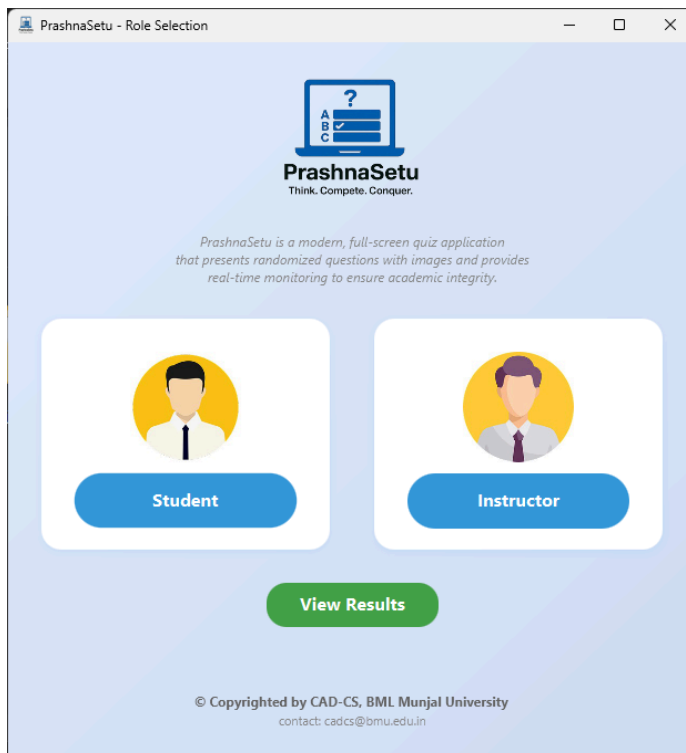 PrashnaSetu - Role Selection
?
A
B
C
PrashnaSetu
Think. Compete. Conquer.
PrashnaSetu is a modern, full-screen quiz application
that presents randomized questions with images and provides
real-time monitoring to ensure academic integrity.
Student
Instructor
View Results
© Copyrighted by CAD-CS, BML Munjal University
contact: cadcs@bmu.edu.in